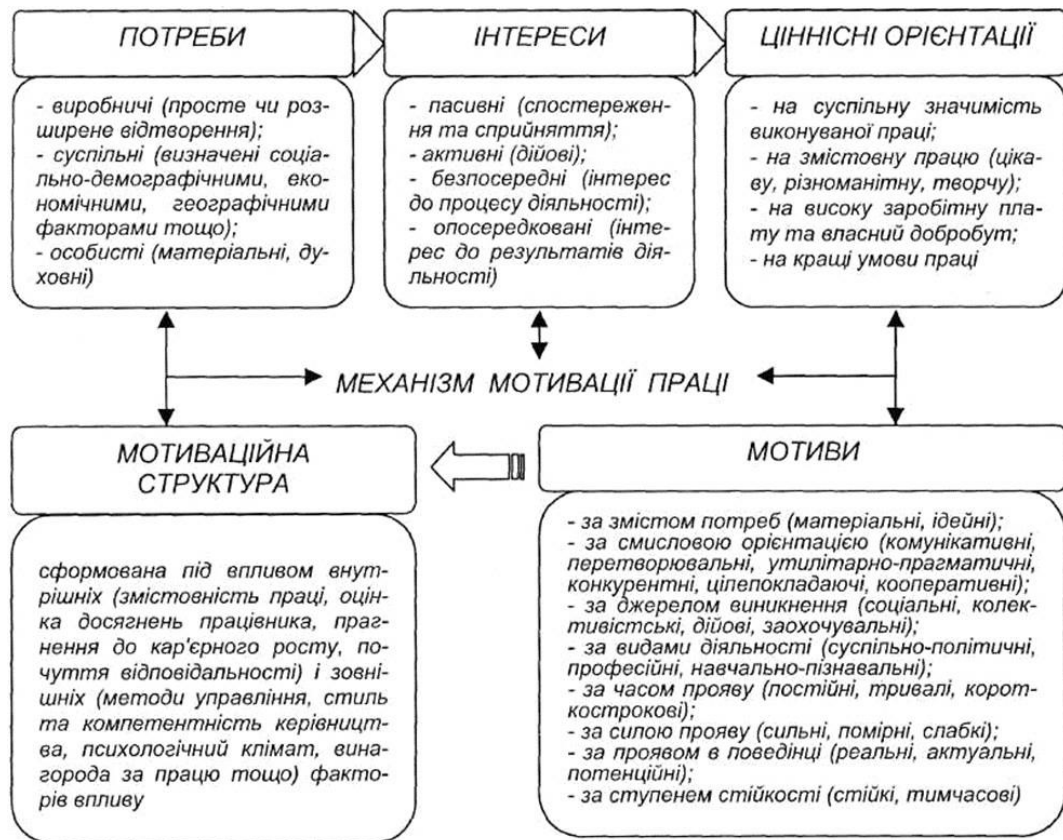 ПОТРЕБИ
- виробничі (просте чи роз-
ширене відтворення);
- суспільні (визначені соціа-
льно-демографічними, еко-
номічними, географічними
факторами тощо);
- особисті (матеріальні, ду-
ховні)
ІНТЕРЕСИ
- пасивні (спостережен-
ня та сприйняття);
- активні (дійові);
- безпосередні (інтерес
до процесу діяльності);
- опосередковані (інте-
рес до результатів дія-
льності)
ЦІННІСНІ ОРІЄНТАЦІЇ
- на суспільну значимість
виконуваної праці;
- на змістовну працю (ціка-
ву, різноманітну, творчу);
- на високу заробітну пла-
ту та власний добробут;
- на кращі умови праці
МЕХАНІЗМ МОТИВАЦІЇ ПРАЦІ
МОТИВАЦІЙНА
СТРУКТУРА
сформована під впливом внут-
рішніх (змістовність праці, оцін-
ка досягнень працівника, праг-
нення до кар'єрного росту, по-
чуття відповідальності) і зовні-
шніх (методи управління, стиль
та компетентність керівницт-
ва, психологічний клімат, вина-
города за працю тощо) факто-
рів впливу
МОТИВИ
- за змістом потреб (матеріальні, ідейні);
- за смисловою орієнтацією (комунікативні,
перетворювальні, утилітарно-прагматичні,
конкурентні, цілепокладаючі, кооперативні);
- за джерелом виникнення (соціальні, колек-
тивістські, дійові, заохочувальні);
- за видами діяльності (суспільно-політичні,
професійні, навчально-пізнавальні);
- за часом прояву (постійні, тривалі, корот-
кострокові);
- за силою прояву (сильні, помірні, слабкі);
- за проявом в поведінці (реальні, актуальні,
потенційні);
- за ступенем стійкості (стійкі, тимчасові)